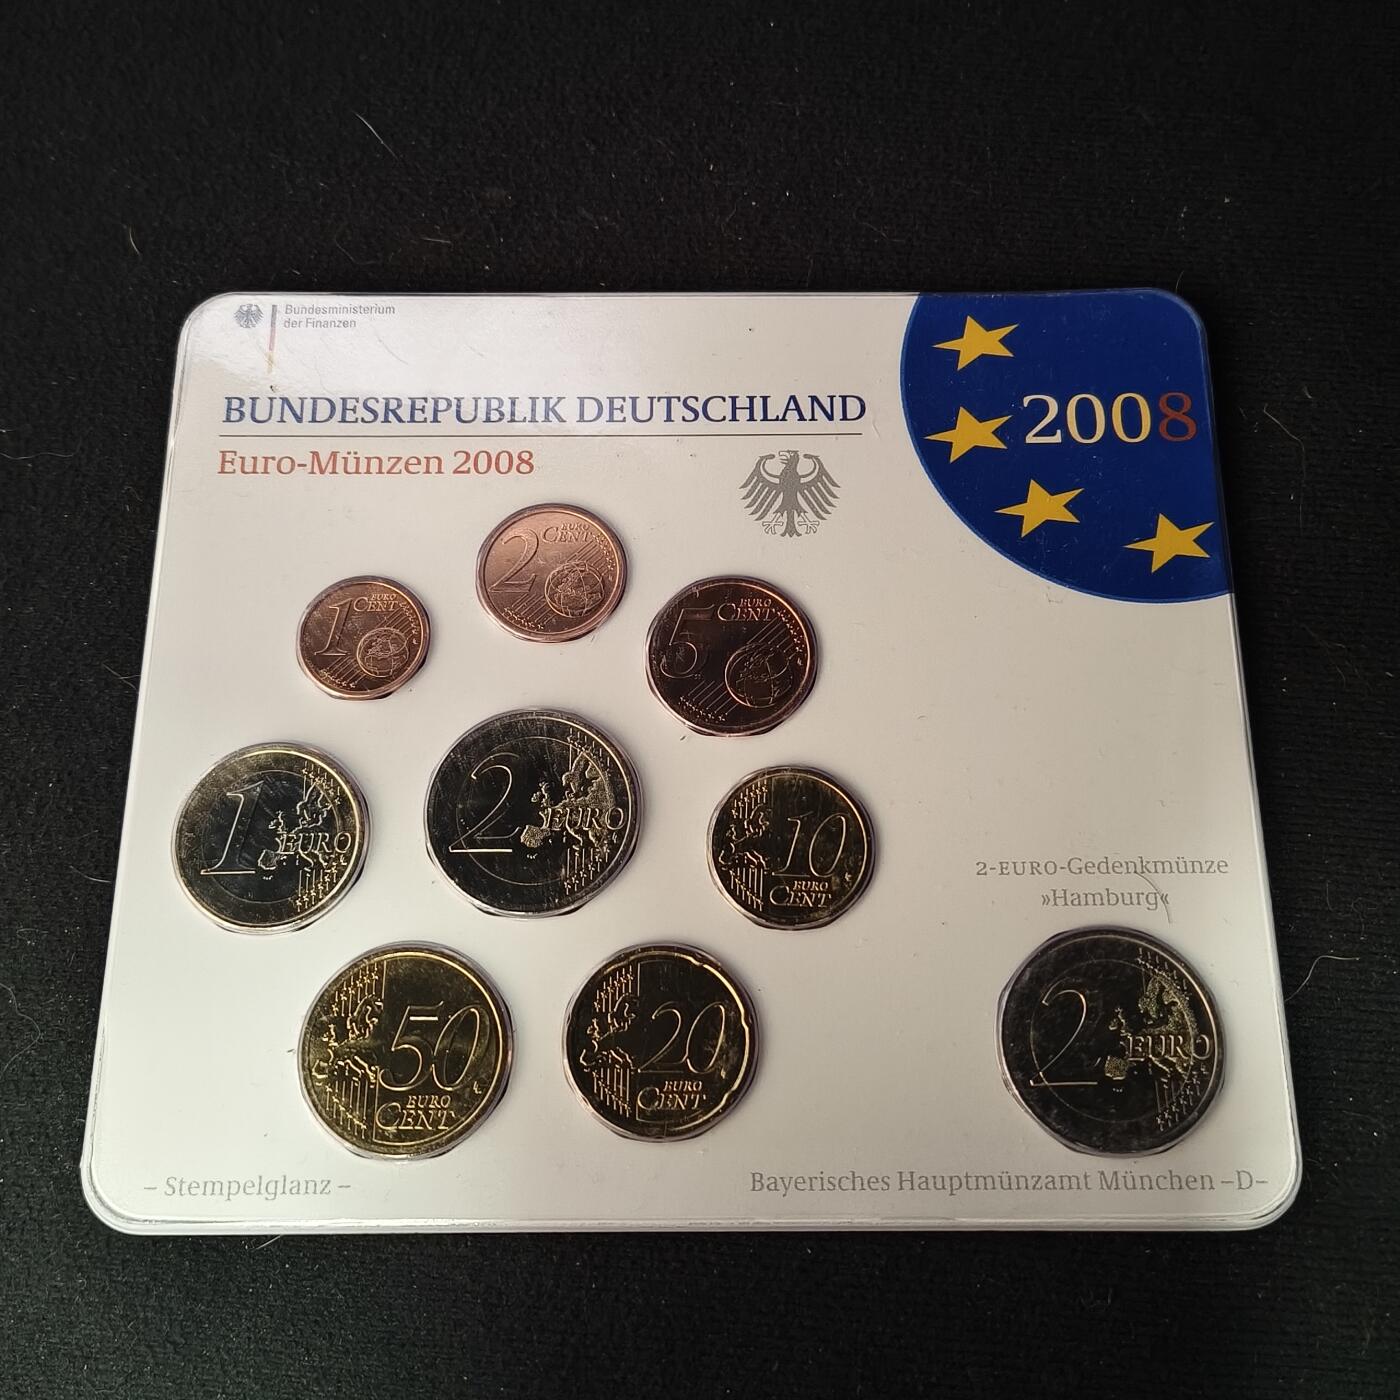 Bundesministerium
der Finanzen
BUNDESREPUBLIK DEUTSCHLAND
Euro-Münzen 2008
2008
2 EURO CENT
1 EURO CENT
5 EURO CENT
1 EURO
2 EURO
10 EURO CENT
2-EURO-Gedenkmünze
»Hamburg«
50 EURO CENT
20 EURO CENT
2 EURO
– Stempelglanz –
Bayerisches Hauptmünzamt München –D–